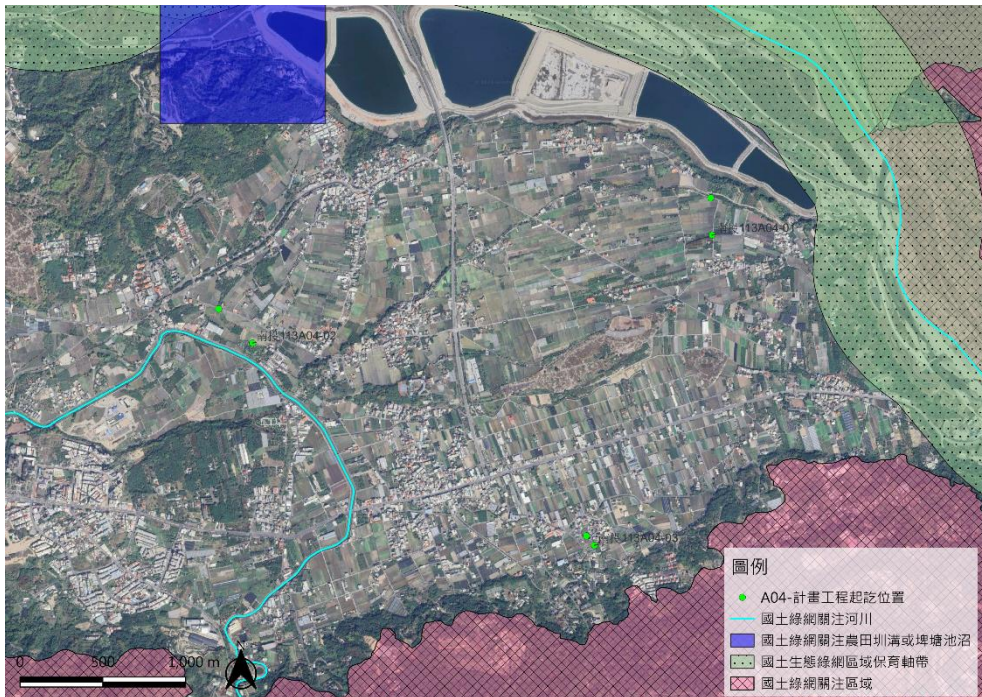 113A04-01
113A04-02
113A04-03
圖例
A04-計畫工程起訖位置
國土綠網關注河川
國土綠網關注農田圳溝或埤塘池沼
國土生態綠網區域保育軸帶
國土綠網關注區域
0 500 1,000 m